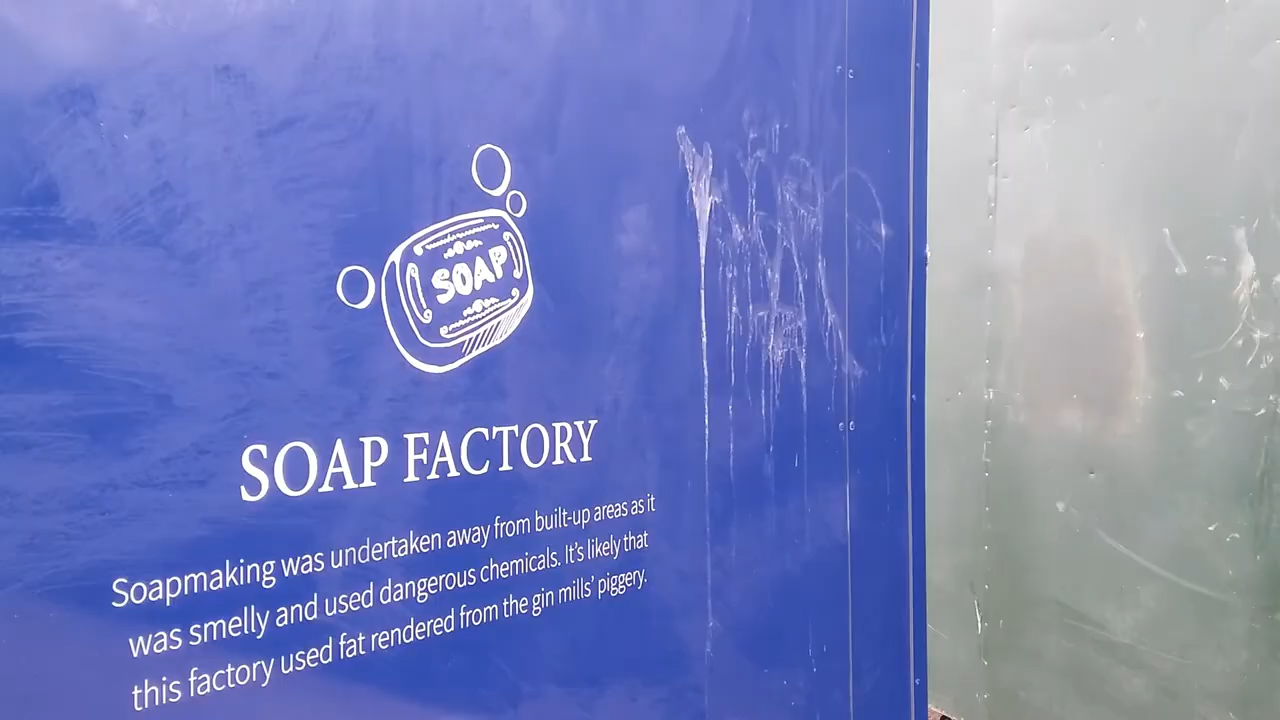 SOAP
SOAP FACTORY
Soapmaking was undertaken away from built-up areas as it
was smelly and used dangerous chemicals. It's likely that
this factory used fat rendered from the gin mills' piggery.